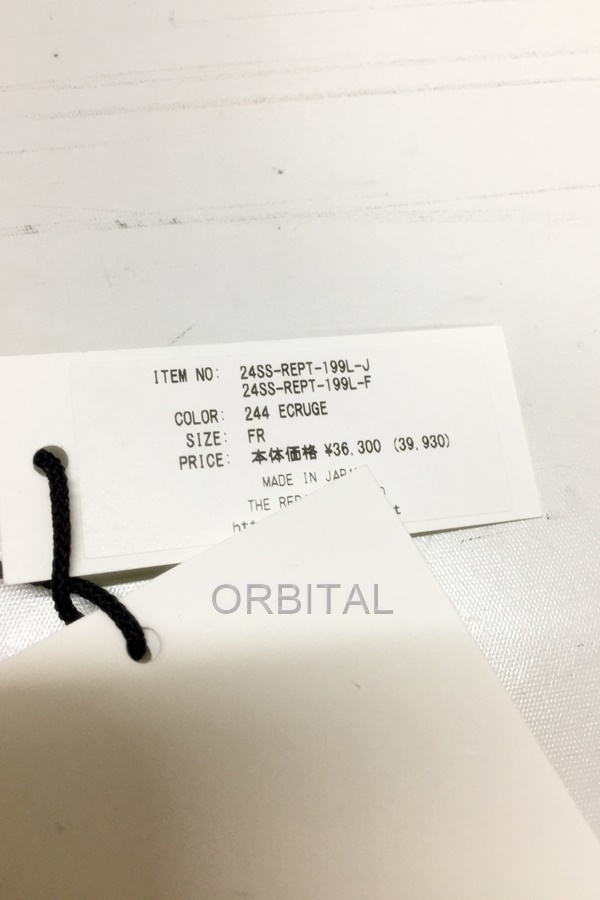 ITEM NO: 24SS-REPT-199L-J
24SS-REPT-199L-F
COLOR: 244 ECRUGE
SIZE: FR
PRICE: 本体価格 ¥36,300 (39,930)
MADE IN
THE
ORBITAL